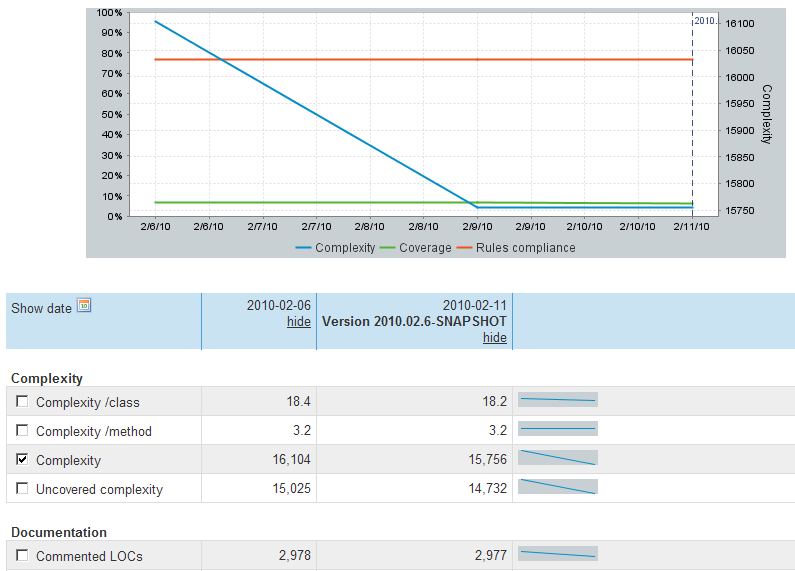 100%
90%
80%
70%
60%
50%
40%
30%
20%
10%
0%
2010.
16100
16050
16000
15950
15900
15850
15800
15750
Complexity
2/6/10 2/6/10 2/7/10 2/7/10 2/8/10 2/8/10 2/9/10 2/9/10 2/10/10 2/10/10 2/11/10
Complexity Coverage Rules compliance
Show date 2010-02-06 2010-02-11
hide Version 2010.02.6-SNAPSHOT
hide
Complexity
Complexity /class 18.4 18.2
Complexity /method 3.2 3.2
Complexity 16,104 15,756
Uncovered complexity 15,025 14,732
Documentation
Commented LOCs 2,978 2,977